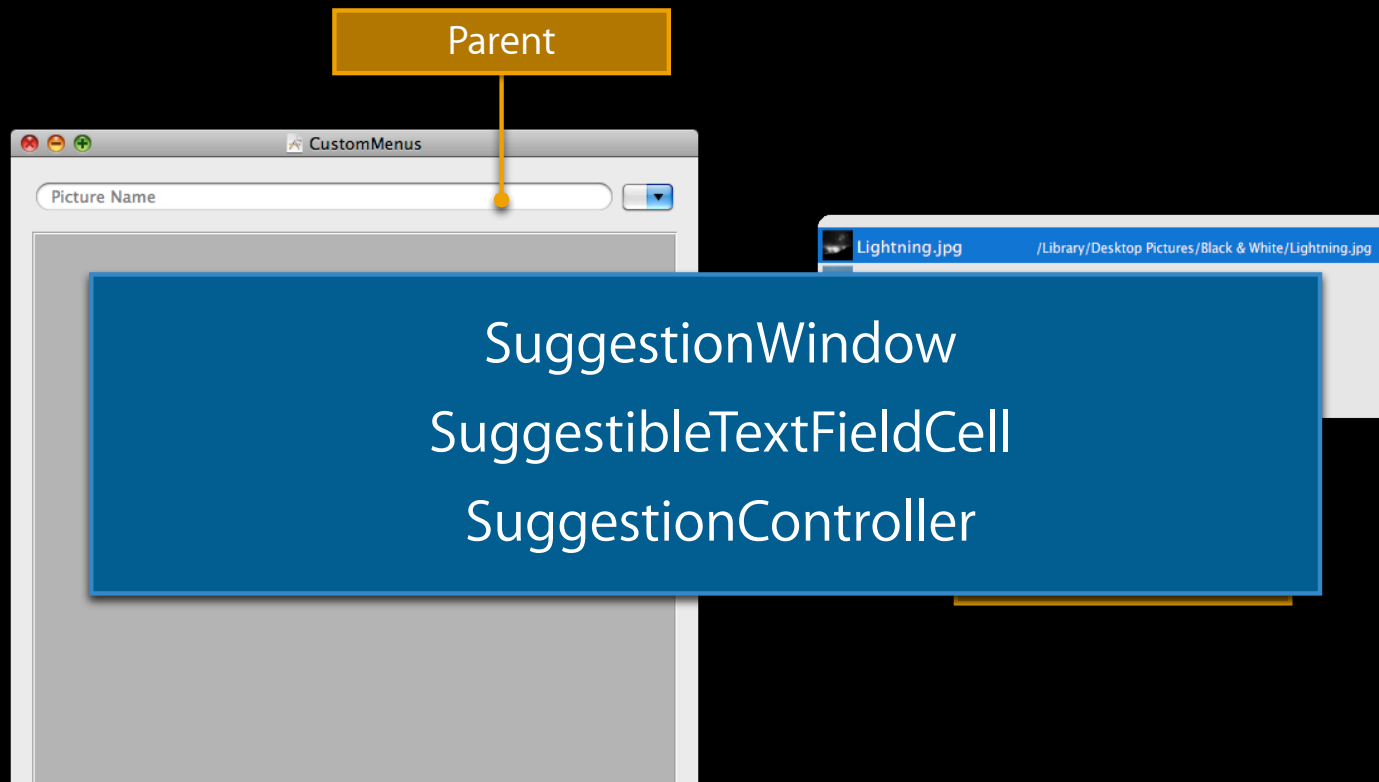 Parent
CustomMenus
Picture Name
Lightning.jpg /Library/Desktop Pictures/Black & White/Lightning.jpg
SuggestionWindow
SuggestibleTextFieldCell
SuggestionController